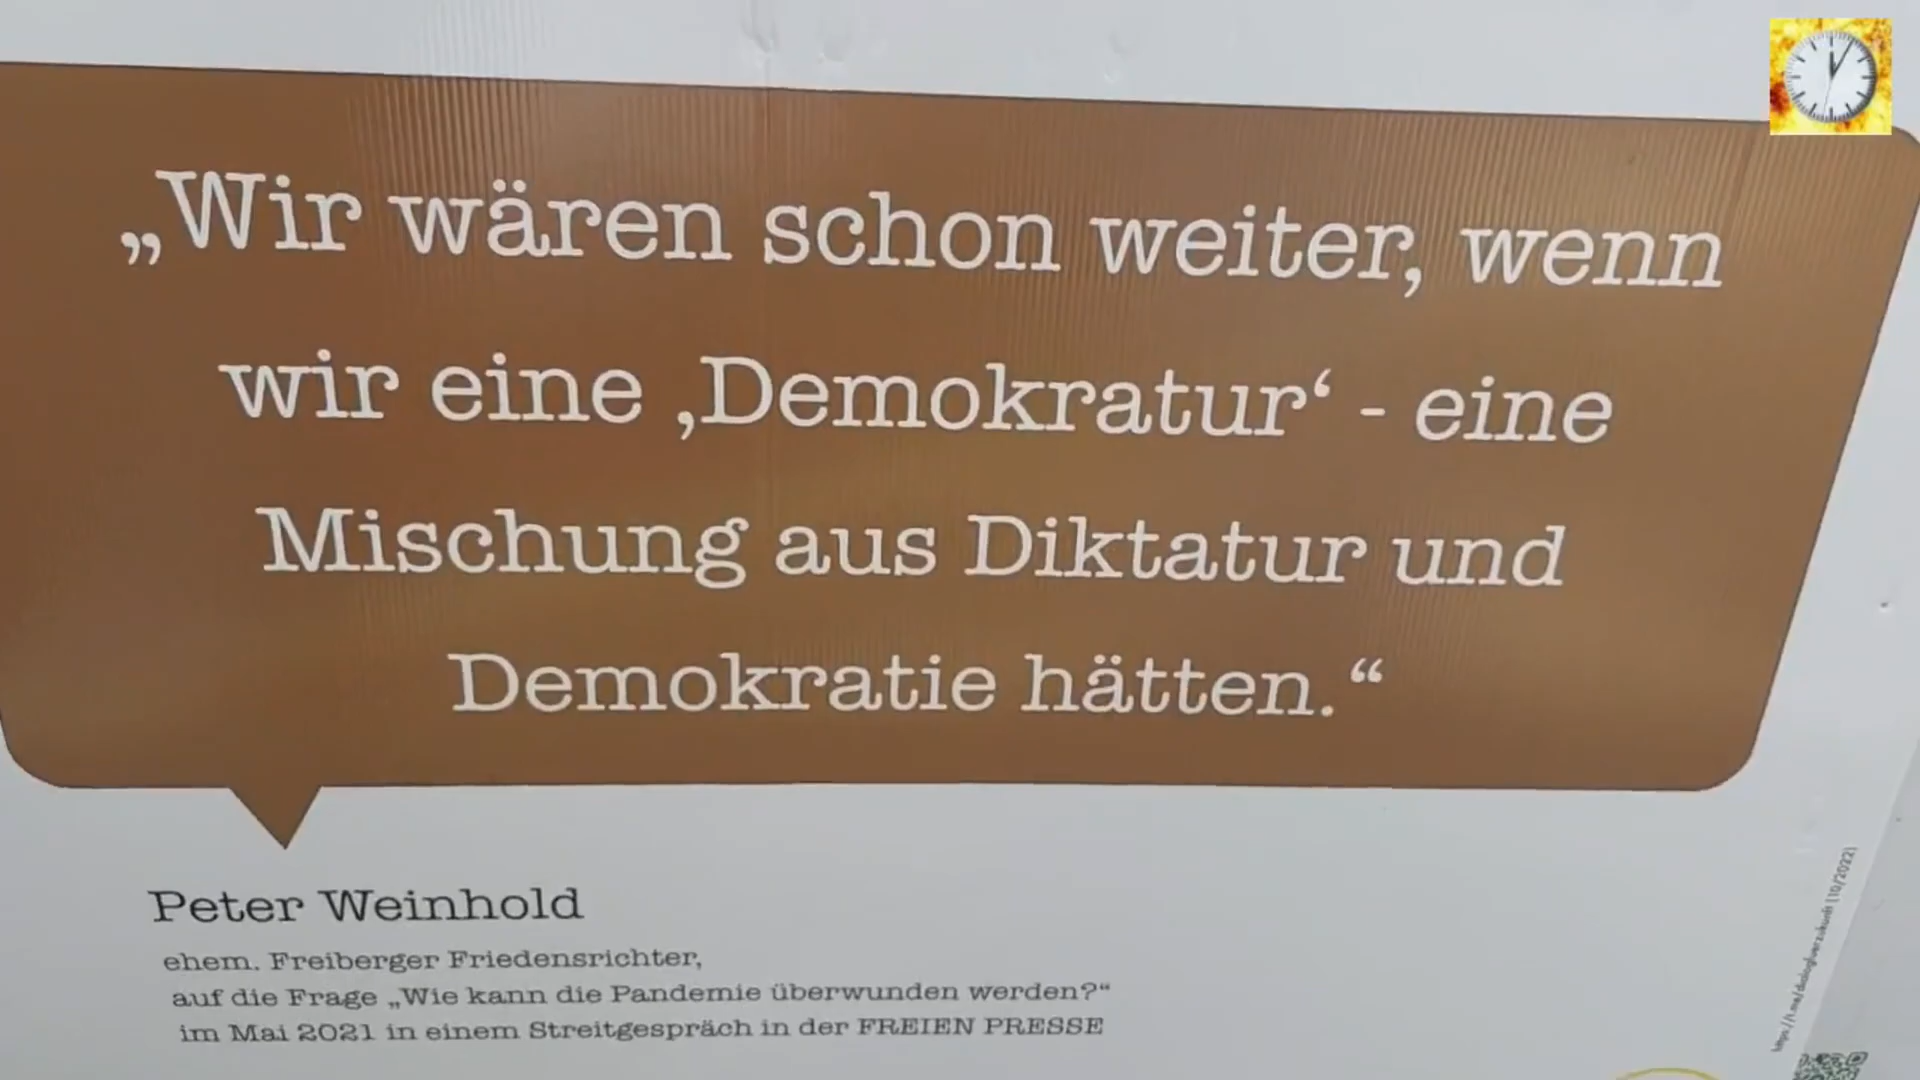 „Wir wären schon weiter, wenn
wir eine ‚Demokratur‘ - eine
Mischung aus Diktatur und
Demokratie hätten.“
Peter Weinhold
ehem. Freiberger Friedensrichter,
auf die Frage „Wie kann die Pandemie überwunden werden?“
im Mai 2021 in einem Streitgespräch in der FREIEN PRESSE
(10/2022)